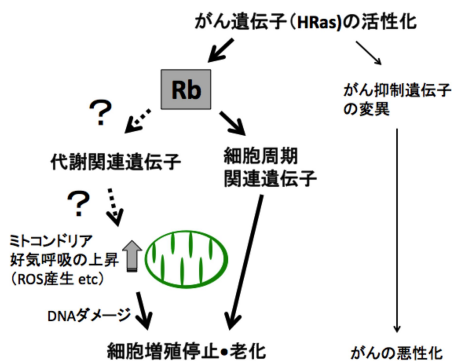 がん遺伝子(HRas)の活性化
Rb
がん抑制遺伝子
の変異
?
代謝関連遺伝子
細胞周期
関連遺伝子
?
ミトコンドリア
好気呼吸の上昇
(ROS産生 etc)
DNAダメージ
細胞増殖停止•老化
がんの悪性化